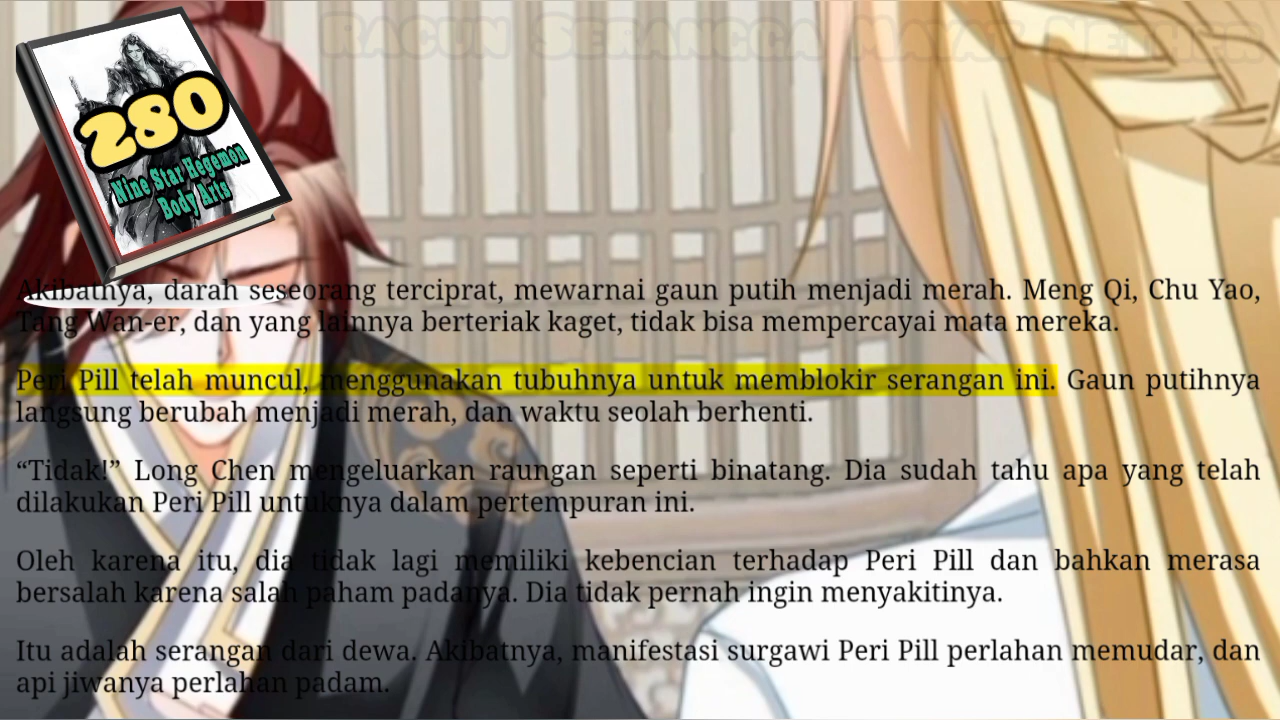 RACUN SERANGGA MAYAT NETHER
280
Nine Star Hegemon
Body Arts
Akibatnya, darah seseorang terciprat, mewarnai gaun putih menjadi merah. Meng Qi, Chu Yao,
Tang Wan-er, dan yang lainnya berteriak kaget, tidak bisa mempercayai mata mereka.
Peri Pill telah muncul, menggunakan tubuhnya untuk memblokir serangan ini. Gaun putihnya
langsung berubah menjadi merah, dan waktu seolah berhenti.
“Tidak!” Long Chen mengeluarkan raungan seperti binatang. Dia sudah tahu apa yang telah
dilakukan Peri Pill untuknya dalam pertempuran ini.
Oleh karena itu, dia tidak lagi memiliki kebencian terhadap Peri Pill dan bahkan merasa
bersalah karena salah paham padanya. Dia tidak pernah ingin menyakitinya.
Itu adalah serangan dari dewa. Akibatnya, manifestasi surgawi Peri Pill perlahan memudar, dan
api jiwanya perlahan padam.